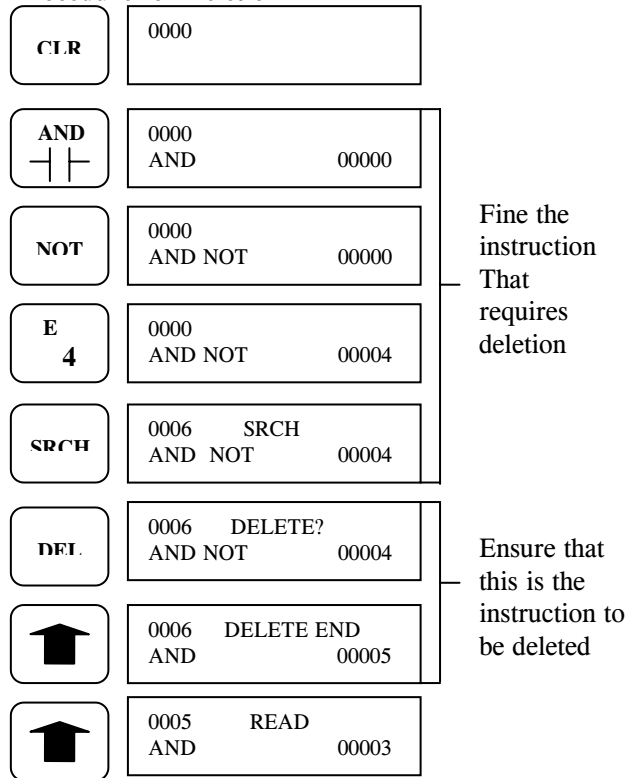 CLR
0000
AND
0000
AND 00000
NOT
0000
AND NOT 00000
E
4
0000
AND NOT 00004
SRCH
0006 SRCH
AND NOT 00004
Fine the
instruction
That
requires
deletion
DEL
0006 DELETE?
AND NOT 00004
0006 DELETE END
AND 00005
Ensure that
this is the
instruction to
be deleted
0005 READ
AND 00003